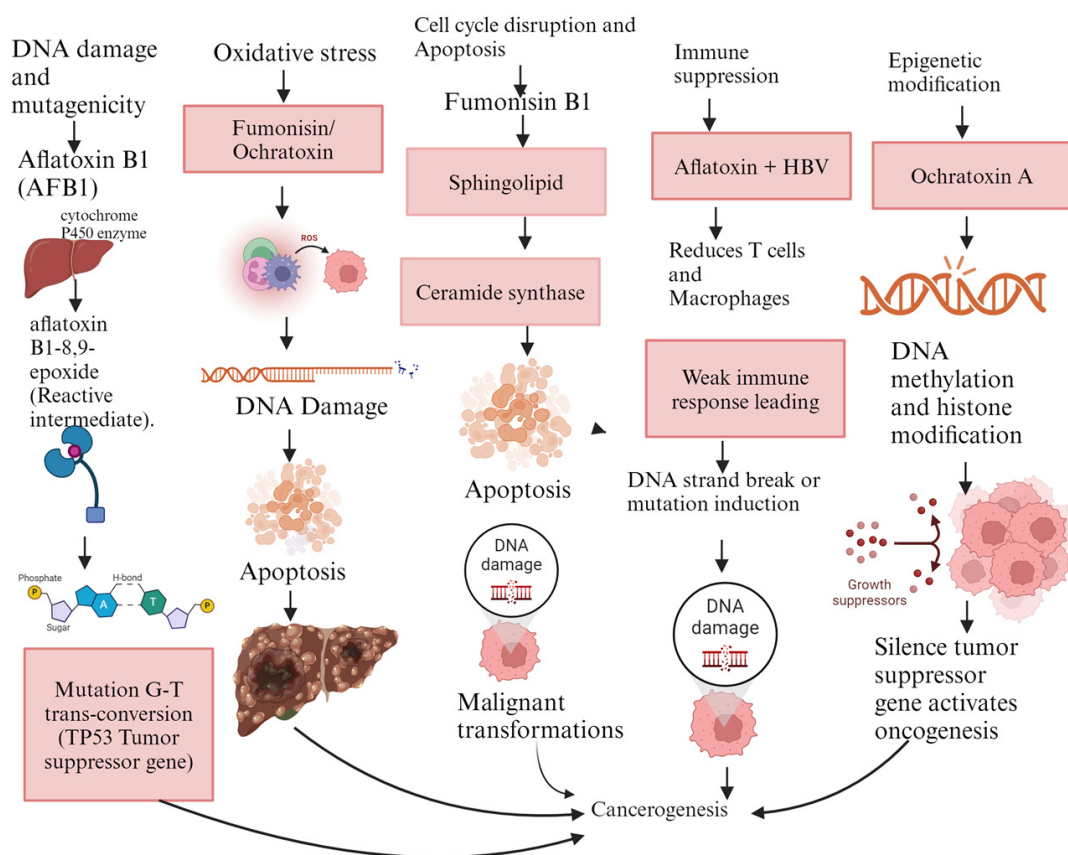 DNA damage
and
mutagenicity
Aflatoxin B1
(AFB1)
cytochrome
P450 enzyme
aflatoxin
B1-8,9-
epoxide
(Reactive
intermediate).
Phosphate
P
Sugar
A
H-bond
T
P
Mutation G-T
trans-conversion
(TP53 Tumor
suppressor gene)
Oxidative stress
Fumonisin/
Ochratoxin
ROS
DNA Damage
Apoptosis
Cell cycle disruption and
Apoptosis
Fumonisin B1
Sphingolipid
Ceramide synthase
Apoptosis
DNA
damage
Malignant
transformations
Immune
suppression
Aflatoxin + HBV
Reduces T cells
and
Macrophages
Weak immune
response leading
DNA strand break or
mutation induction
DNA
damage
Cancerogenesis
Epigenetic
modification
Ochratoxin A
DNA
methylation
and histone
modification
Growth
suppressors
Silence tumor
suppressor
gene activates
oncogenesis